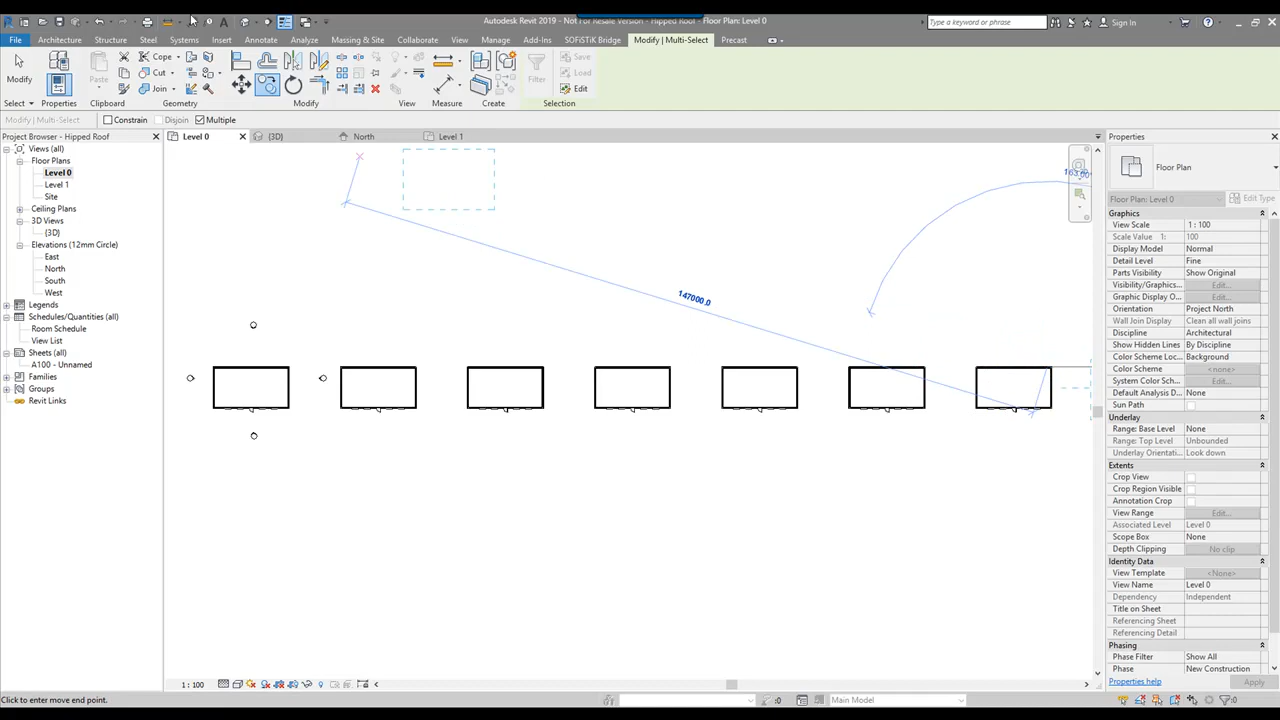 Autodesk Revit 2019 - Not For Resale Version - Hipped Roof - Floor Plan: Level 0
Type a keyword or phrase
Sign In
File Architecture Structure Steel Systems Insert Annotate Analyze Massing & Site Collaborate View Manage Add-Ins SOFiSTiK Bridge Modify | Multi-Select Precast
Modify
Paste
Cope
Cut
Join
Filter
Save
Load
Edit
Select Properties Clipboard Geometry Modify View Measure Create Selection
Modify | Multi-Select Constrain Disjoin Multiple
Project Browser - Hipped Roof
Level 0 {3D} North Level 1
Properties
Views (all)
Floor Plans
Level 0
Level 1
Site
Ceiling Plans
3D Views
{3D}
Elevations (12mm Circle)
East
North
South
West
Legends
Schedules/Quantities (all)
Room Schedule
View List
Sheets (all)
A100 - Unnamed
Families
Groups
Revit Links
147000.0
Floor Plan
Floor Plan: Level 0 Edit Type
Graphics
View Scale 1 : 100
Scale Value 1: 100
Display Model Normal
Detail Level Fine
Parts Visibility Show Original
Visibility/Graphics... Edit...
Graphic Display O... Edit...
Orientation Project North
Wall Join Display Clean all wall joins
Discipline Architectural
Show Hidden Lines By Discipline
Color Scheme Loc... Background
Color Scheme <none>
System Color Sch... Edit...
Default Analysis D... None
Sun Path
Underlay
Range: Base Level None
Range: Top Level Unbounded
Underlay Orientati... Look down
Extents
Crop View
Crop Region Visible
Annotation Crop
View Range Edit...
Associated Level Level 0
Scope Box None
Depth Clipping No clip
Identity Data
View Template <None>
View Name Level 0
Dependency Independent
Title on Sheet
Referencing Sheet
Referencing Detail
Phasing
Phase Filter Show All
Phase New Construction
Properties help Apply
1 : 100
Click to enter move end point.
:0
Main Model
:0